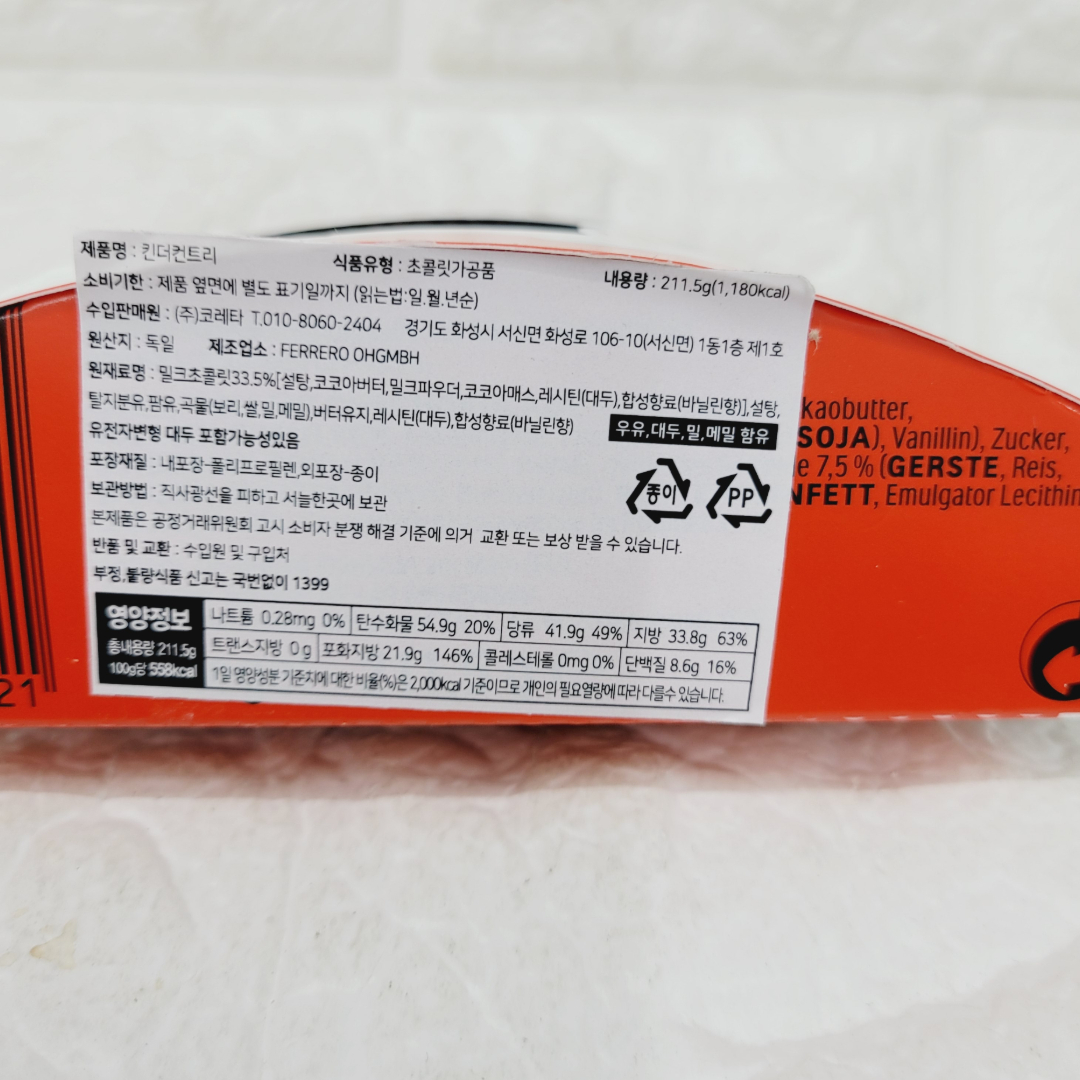 제품명 : 킨더컨트리 식품유형 : 초콜릿가공품 내용량 : 211.5g(1,180kcal)
소비기한 : 제품 옆면에 별도 표기일까지 (읽는법:일.월.년순)
수입판매원 : (주)코레타 T.010-8060-2404 경기도 화성시 서신면 화성로 106-10(서신면) 1동1층 제1호
원산지 : 독일 제조업소 : FERRERO OHGMBH
원재료명 : 밀크초콜릿33.5%[설탕,코코아버터,밀크파우더,코코아매스,레시틴(대두),합성향료(바닐린향)],설탕,
탈지분유,팜유,곡물(보리,쌀,밀,메밀),버터유지,레시틴(대두),합성향료(바닐린향)
우유,대두,밀,메밀 함유
유전자변형 대두 포함가능성있음
포장재질 : 내포장-폴리프로필렌,외포장-종이
보관방법 : 직사광선을 피하고 서늘한곳에 보관
종이 PP
본제품은 공정거래위원회 고시 소비자 분쟁 해결 기준에 의거 교환 또는 보상 받을 수 있습니다.
반품 및 교환 : 수입원 및 구입처
부정,불량식품 신고는 국번없이 1399
영양정보
총내용량 211.5g
100g당 558kcal
나트륨 0.28mg 0% 탄수화물 54.9g 20% 당류 41.9g 49% 지방 33.8g 63%
트랜스지방 0g 포화지방 21.9g 146% 콜레스테롤 0mg 0% 단백질 8.6g 16%
1일 영양성분 기준치에 대한 비율(%)은 2,000kcal 기준이므로 개인의 필요열량에 따라 다를수 있습니다.
kaobutter,
SOJA), Vanillin), Zucker,
e 7,5 % (GERSTE, Reis,
NFETT, Emulgator Lecithin
21